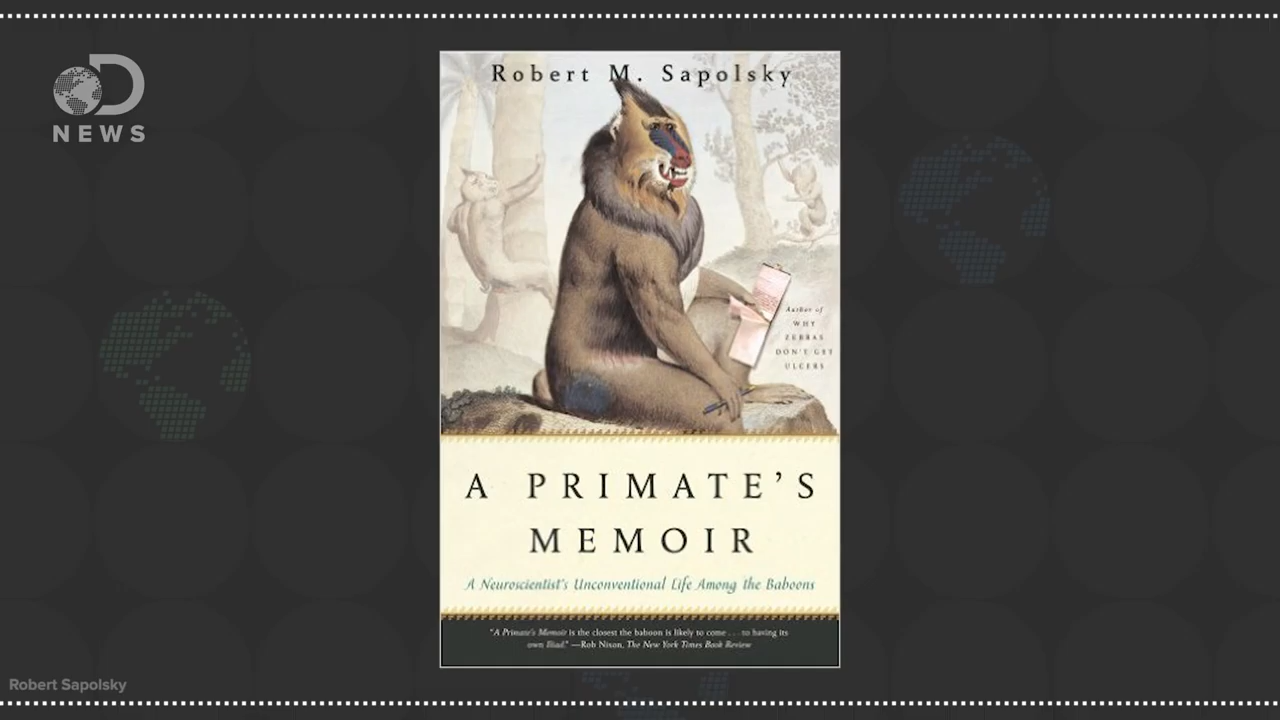 NEWS
Robert M. Sapolsky
Author of
WHY
ZEBRAS
DON'T GET
ULCERS
A PRIMATE'S
MEMOIR
A Neuroscientist's Unconventional Life Among the Baboons
"A Primate's Memoir is the closest the baboon is likely to come . . . to having its
own Iliad." —Rob Nixon, The New York Times Book Review
Robert Sapolsky